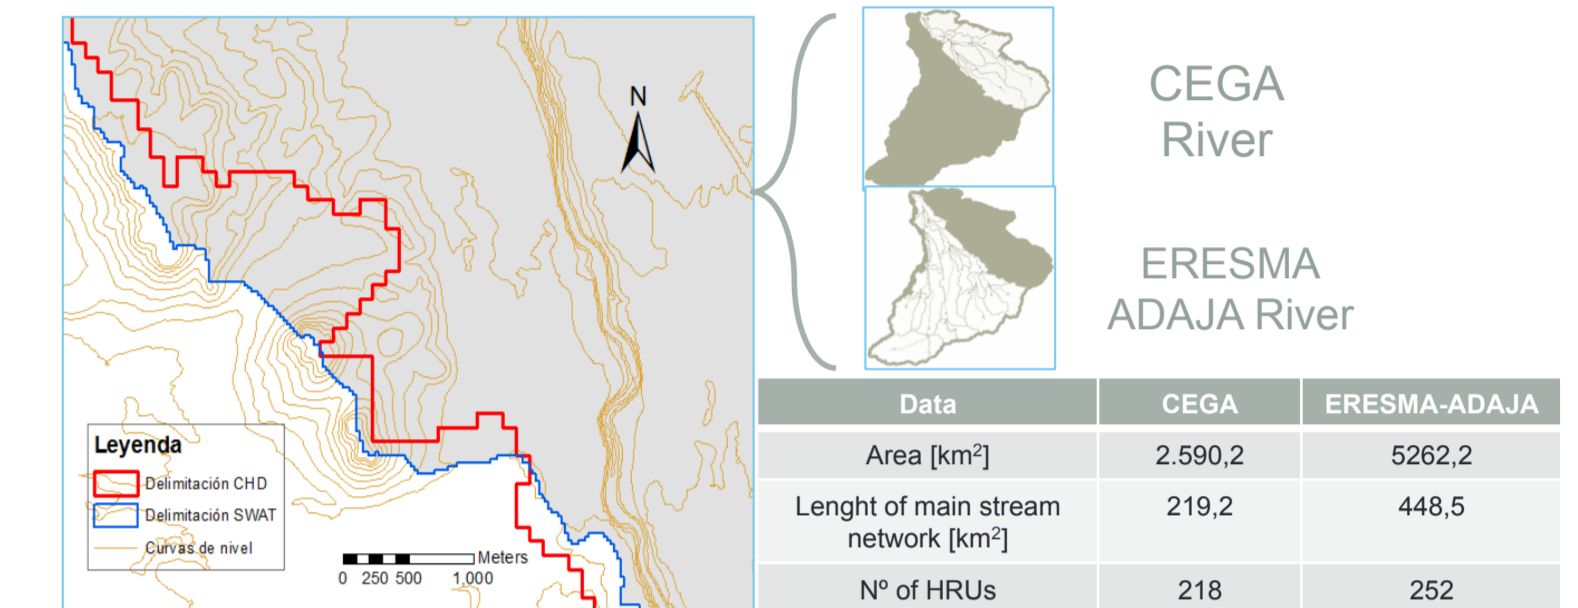 N
Leyenda
Delimitación CHD
Delimitación SWAT
Curvas de nivel
Meters
0 250 500 1,000
CEGA
River
ERESMA
ADAJA River
Data CEGA ERESMA-ADAJA
Area [km²] 2.590,2 5262,2
Lenght of main stream
network [km²] 219,2 448,5
Nº of HRUs 218 252